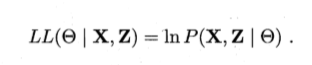 LL(Θ | X, Z) = ln P(X, Z | Θ) .